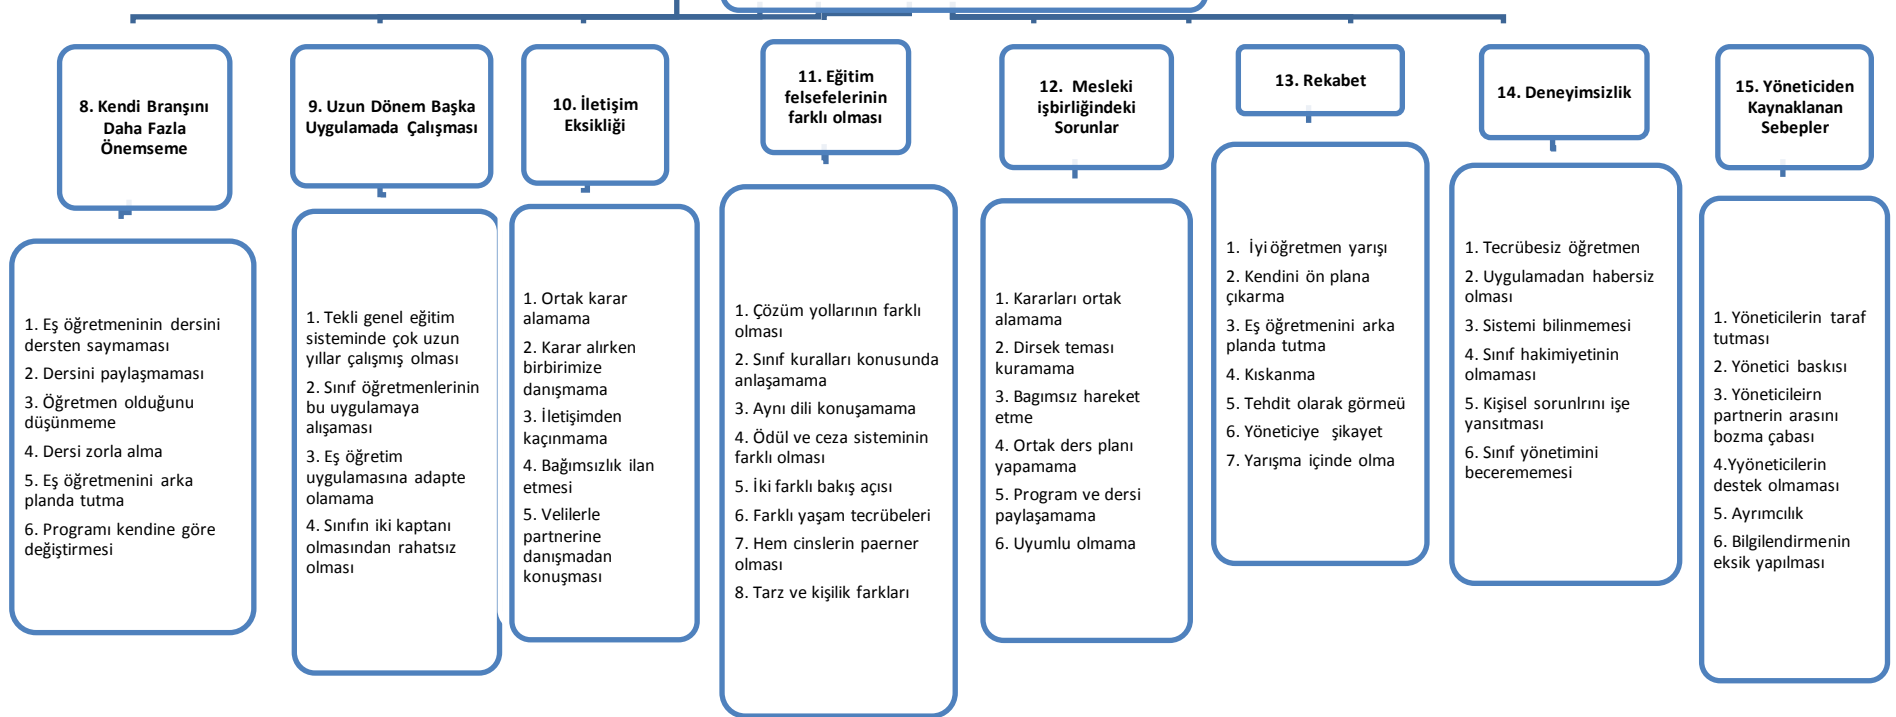 8. Kendi Branşını
Daha Fazla
Önemseme
1. Eş öğretmeninin dersini
dersten saymaması
2. Dersini paylaşmaması
3. Öğretmen olduğunu
düşünmeme
4. Dersi zorla alma
5. Eş öğretmenini arka
planda tutma
6. Programı kendine göre
değiştirmesi
9. Uzun Dönem Başka
Uygulamada Çalışması
1. Tekli genel eğitim
sisteminde çok uzun
yıllar çalışmış olması
2. Sınıf öğretmenlerinin
bu uygulamaya
alışaması
3. Eş öğretim
uygulamasına adapte
olamama
4. Sınıfın iki kaptanı
olmasından rahatsız
olması
10. İletişim
Eksikliği
1. Ortak karar
alamama
2. Karar alırken
birbirimize
danışmama
3. İletişimden
kaçınmama
4. Bağımsızlık ilan
etmesi
5. Velilerle
partnerine
danışmadan
konuşması
11. Eğitim
felsefelerinin
farklı olması
1. Çözüm yollarının farklı
olması
2. Sınıf kuralları konusunda
anlaşamama
3. Aynı dili konuşamama
4. Ödül ve ceza sisteminin
farklı olması
5. İki farklı bakış açısı
6. Farklı yaşam tecrübeleri
7. Hem cinslerin paerner
olması
8. Tarz ve kişilik farkları
12. Mesleki
işbirliğindeki
Sorunlar
1. Kararları ortak
alamama
2. Dirsek teması
kuramama
3. Bagımsız hareket
etme
4. Ortak ders planı
yapamama
5. Program ve dersi
paylaşamama
6. Uyumlu olmama
13. Rekabet
1. İyi öğretmen yarışı
2. Kendini ön plana
çıkarma
3. Eş öğretmenini arka
planda tutma
4. Kıskanma
5. Tehdit olarak görmeü
6. Yöneticiye şikayet
7. Yarışma içinde olma
14. Deneyimsizlik
1. Tecrübesiz öğretmen
2. Uygulamadan habersiz
olması
3. Sistemi bilinmemesi
4. Sınıf hakimiyetinin
olmaması
5. Kişisel sorunlrını işe
yansıtması
6. Sınıf yönetimini
becerememesi
15. Yöneticiden
Kaynaklanan
Sebepler
1. Yöneticilerin taraf
tutması
2. Yönetici baskısı
3. Yöneticileirn
partnerin arasını
bozma çabası
4.Yyöneticilerin
destek olmaması
5. Ayrımcılık
6. Bilgilendirmenin
eksik yapılması